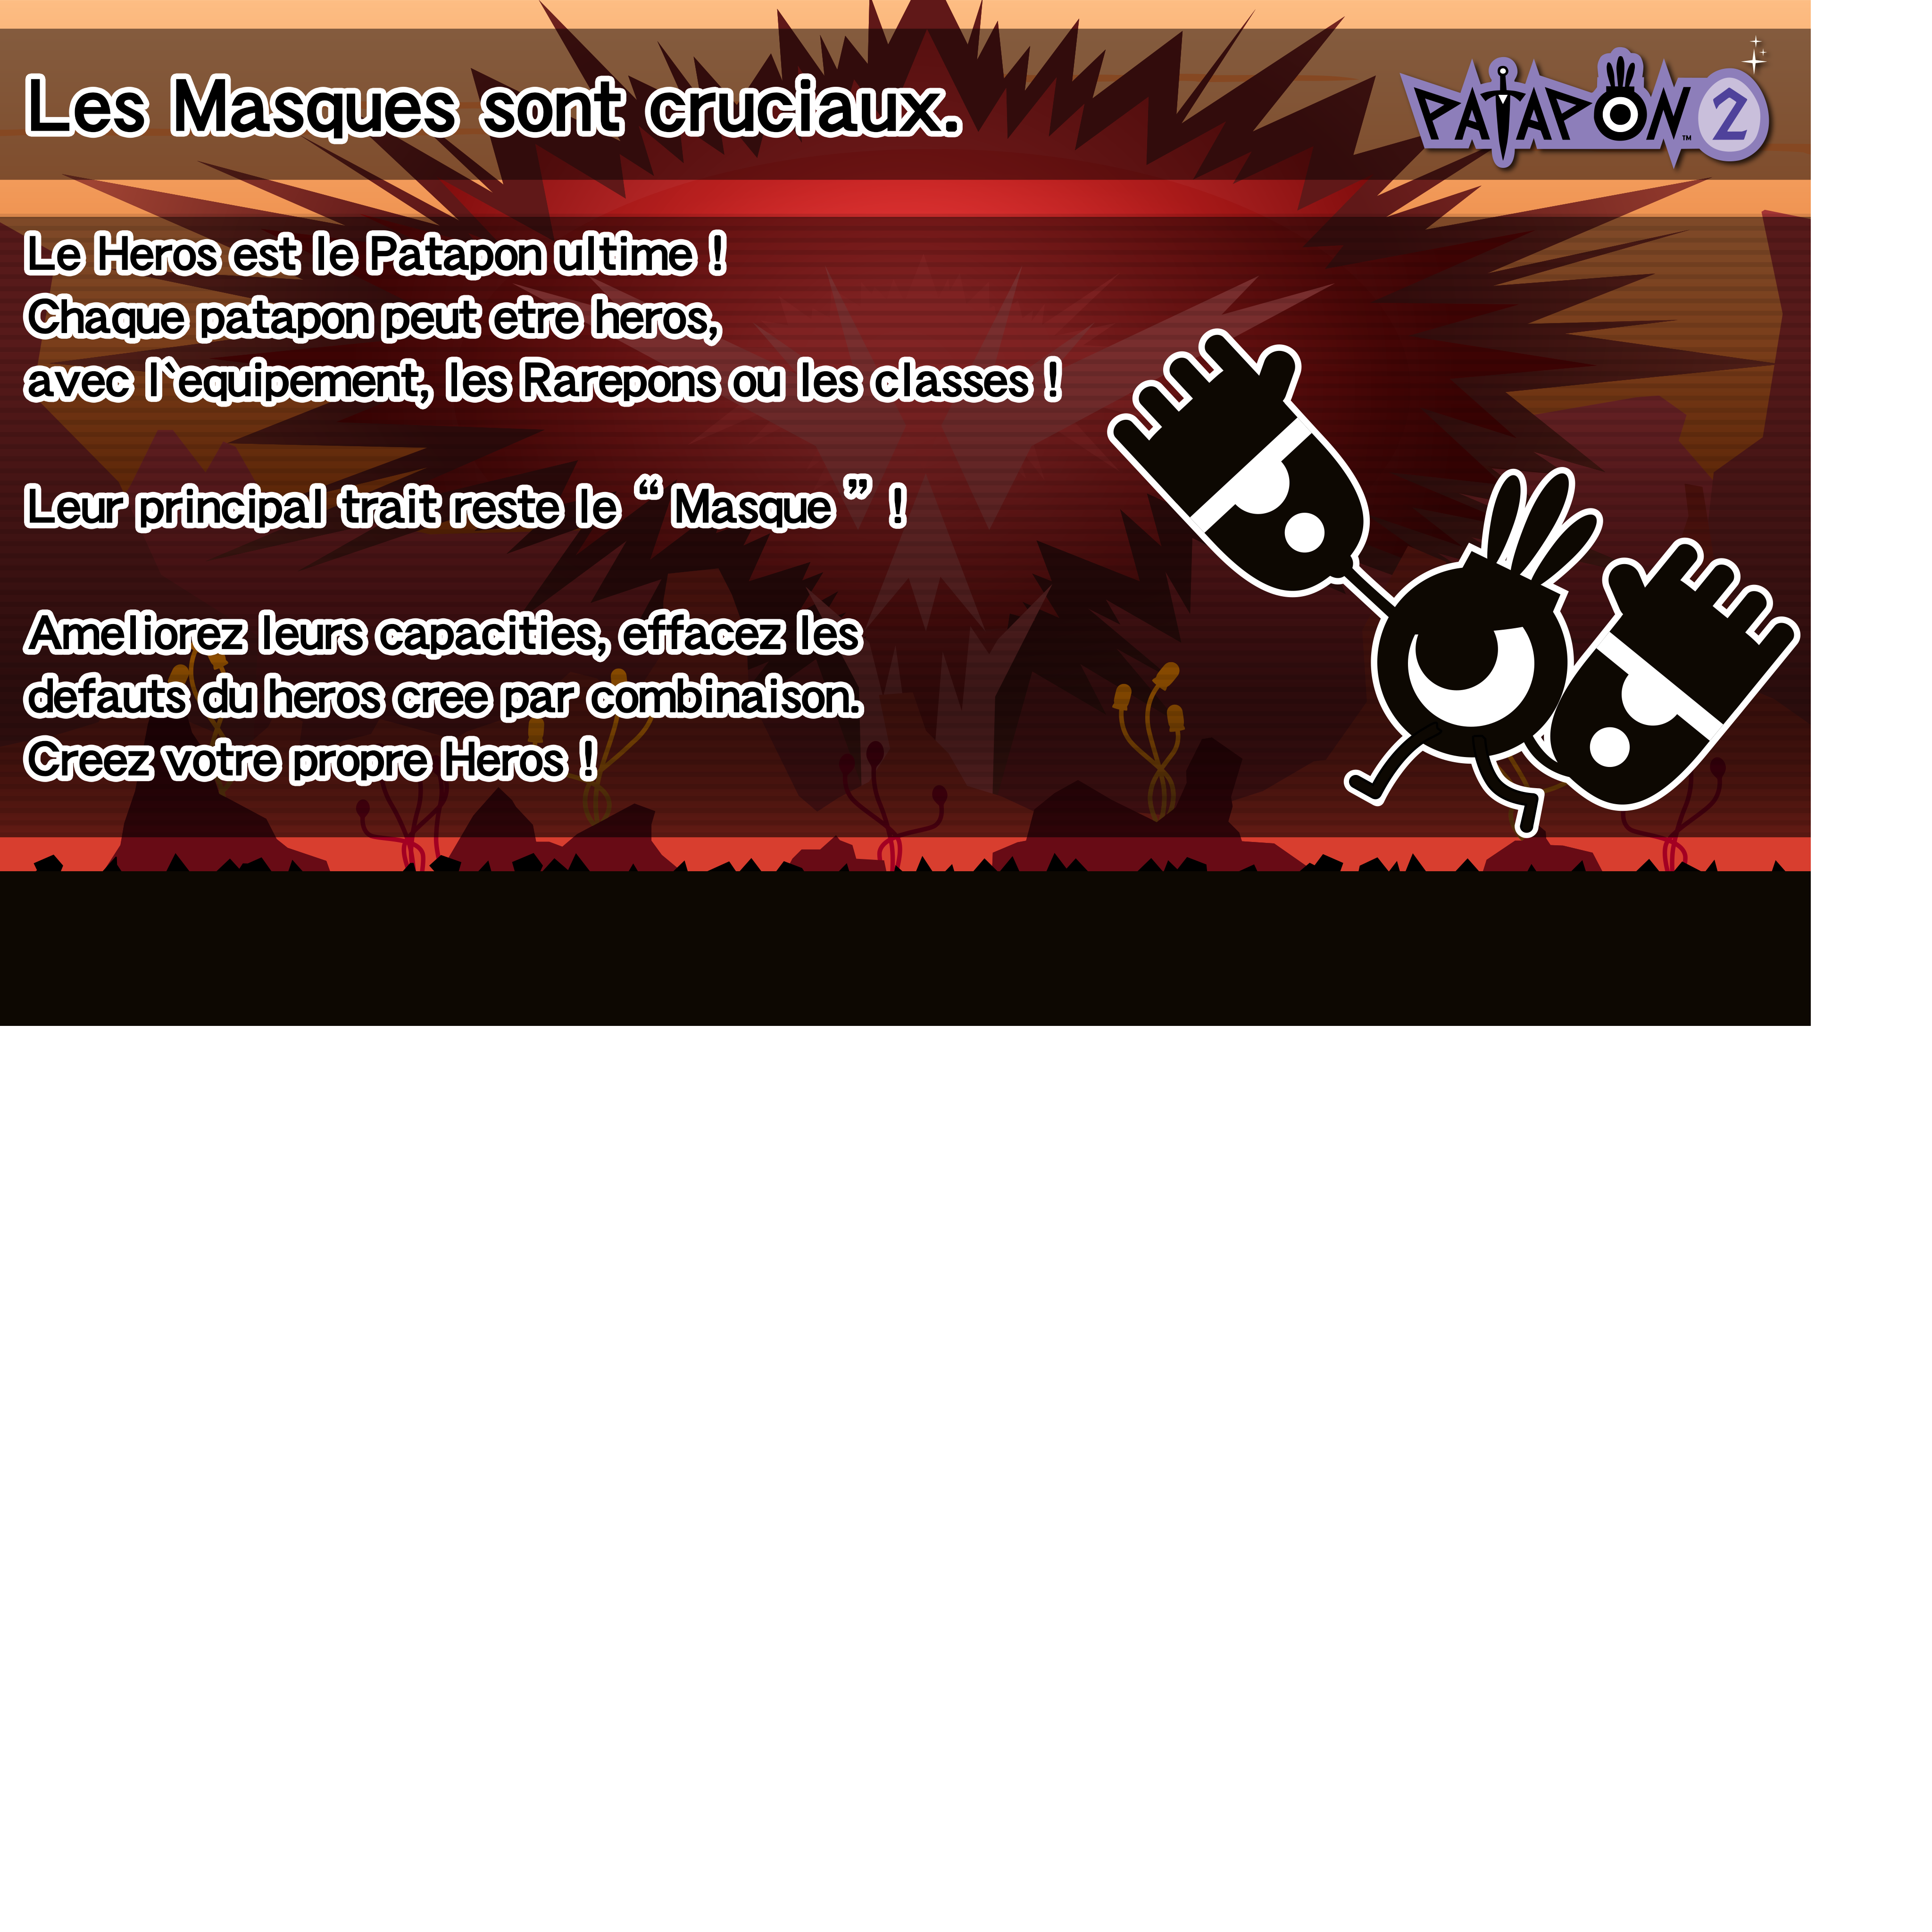 Les Masques sont cruciaux.
PATAPON™ 2
Le Heros est le Patapon ultime !
Chaque patapon peut etre heros,
avec l`equipement, les Rarepons ou les classes !
Leur principal trait reste le “ Masque ” !
Ameliorez leurs capacities, effacez les
defauts du heros cree par combinaison.
Creez votre propre Heros !